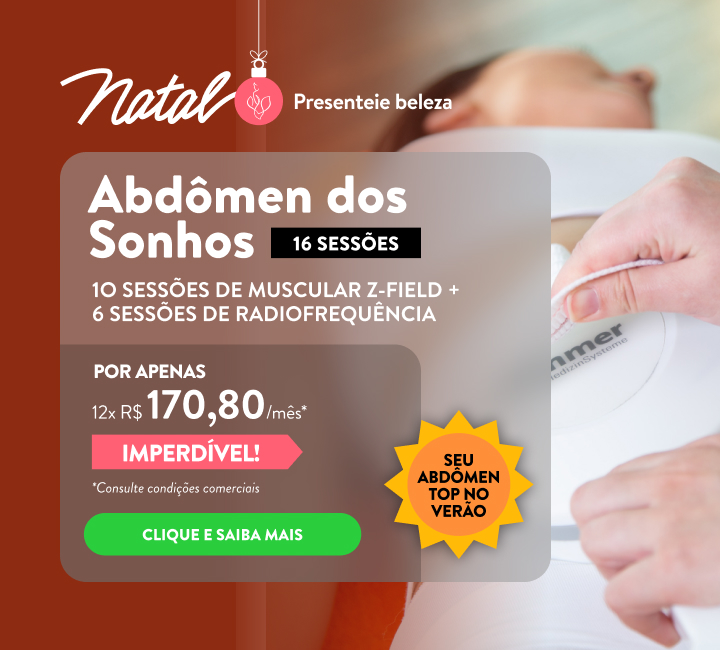 Natal
Presenteie beleza
Abdômen dos
Sonhos
16 SESSÕES
10 SESSÕES DE MUSCULAR Z-FIELD +
6 SESSÕES DE RADIOFREQUÊNCIA
POR APENAS
12x R$ 170,80/mês*
IMPERDÍVEL!
*Consulte condições comerciais
CLIQUE E SAIBA MAIS
SEU
ABDÔMEN
TOP NO
VERÃO